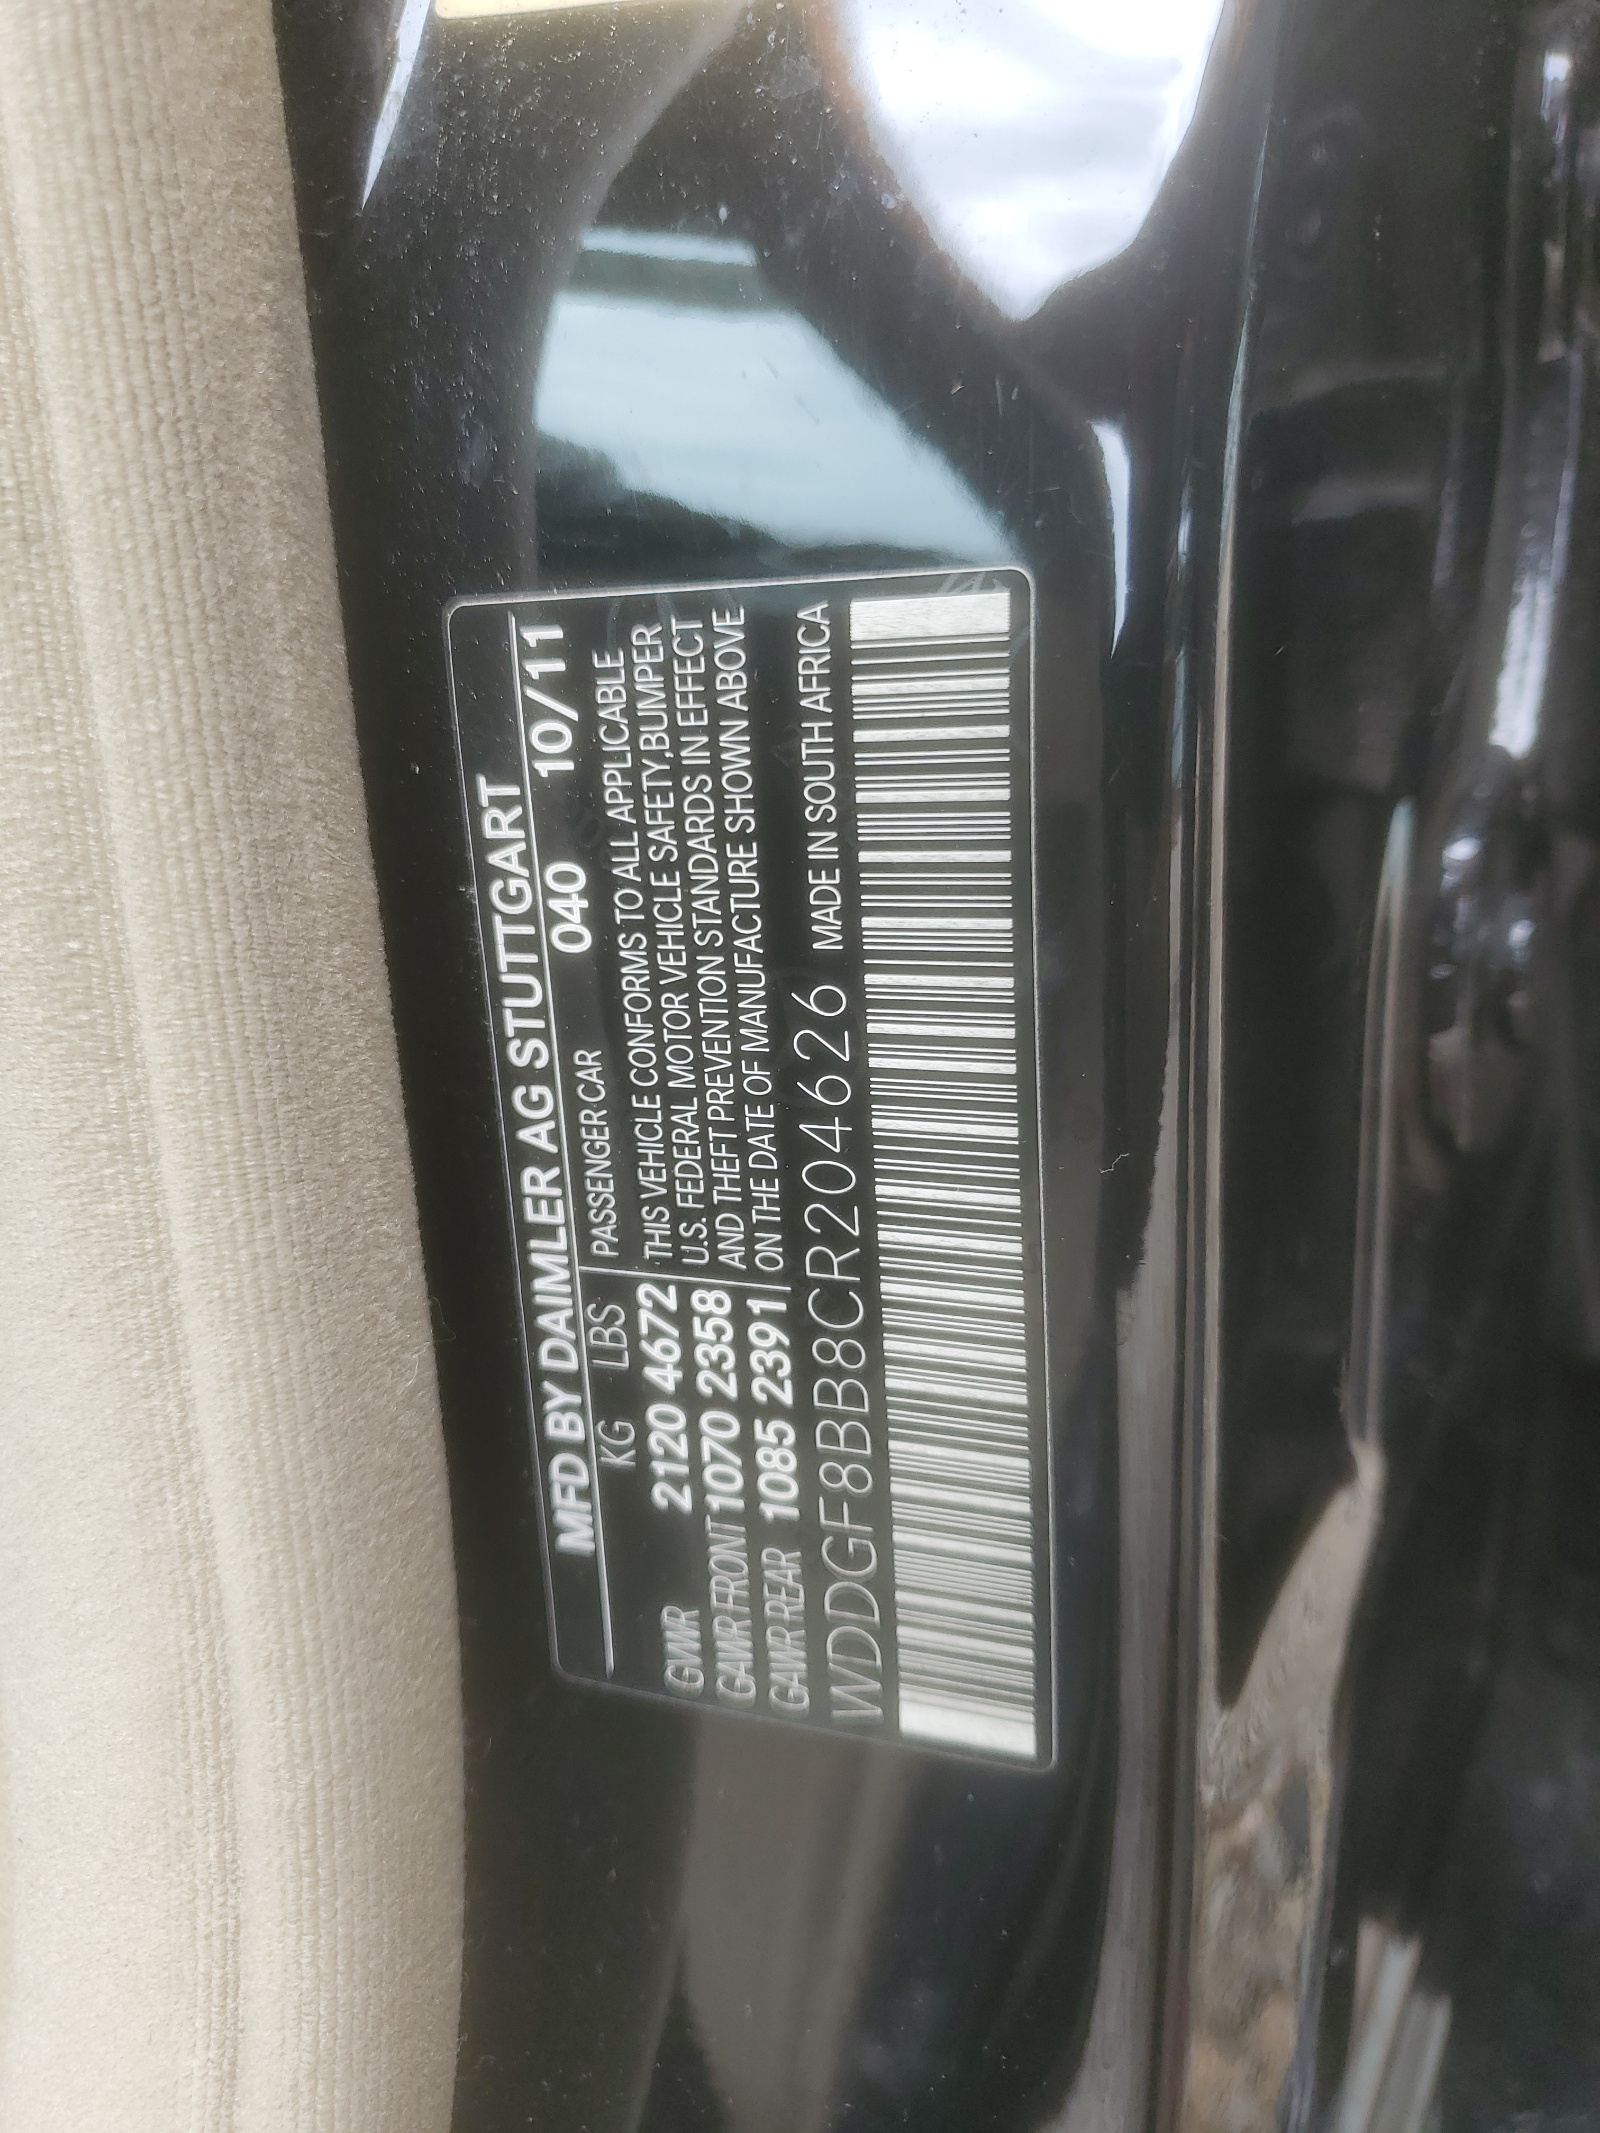 MFD BY DAIMLER AG STUTTGART
KG LBS PASSENGER CAR 040 10/11
GVWR 2120 4672 THIS VEHICLE CONFORMS TO ALL APPLICABLE
GAWR FRONT 1070 2358 U.S. FEDERAL MOTOR VEHICLE SAFETY,BUMPER
GAWR REAR 1085 2391 AND THEFT PREVENTION STANDARDS IN EFFECT
ON THE DATE OF MANUFACTURE SHOWN ABOVE
WDDGF8BB8CR204626 MADE IN SOUTH AFRICA